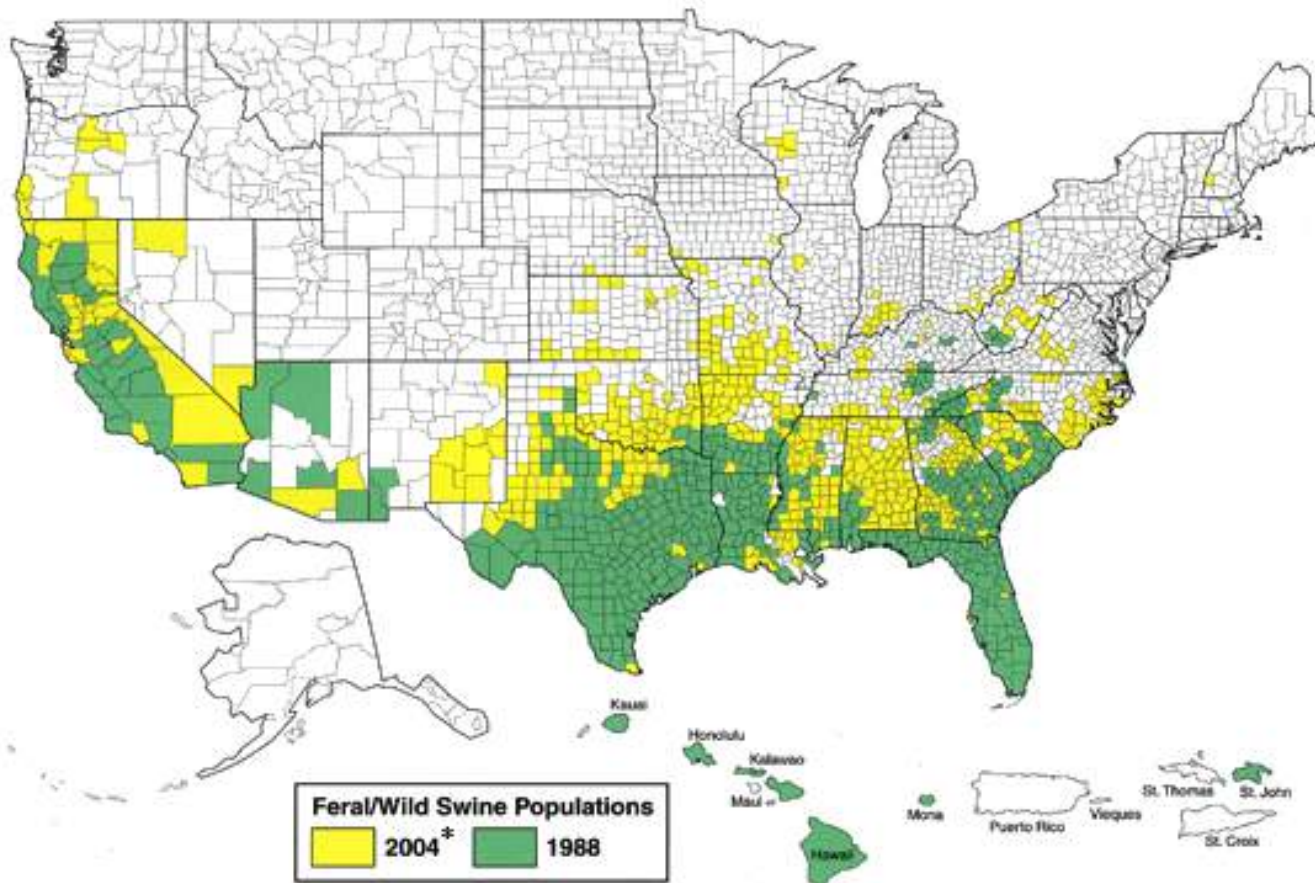 Kauai
Honolulu
Kalawao
Maui
Hawaii
Mona
Puerto Rico
Vieques
St. Thomas
St. John
St. Croix
Feral/Wild Swine Populations
2004* 1988